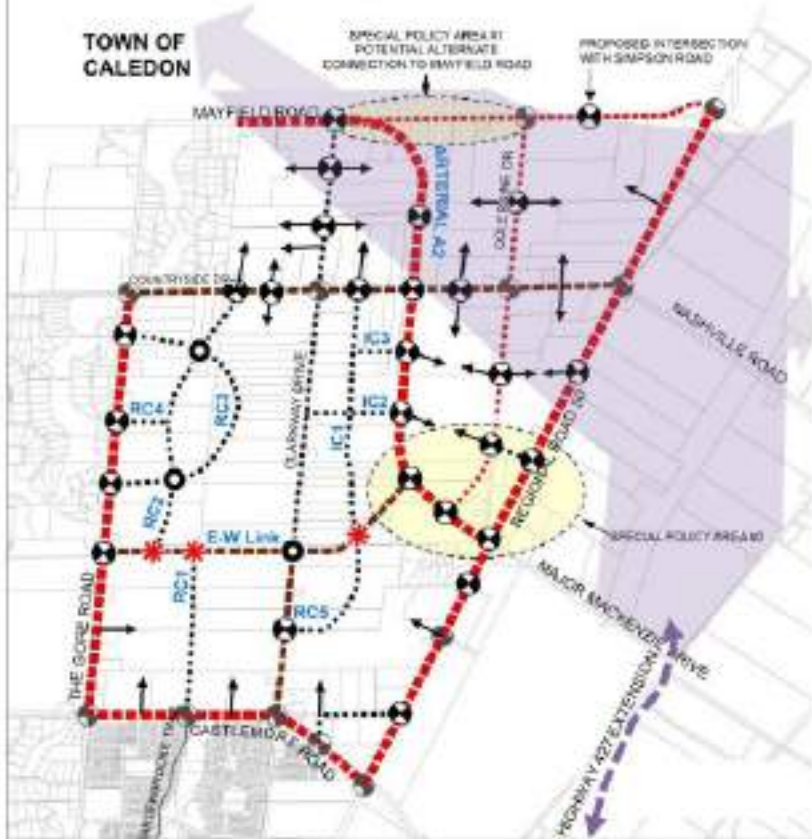 TOWN OF
CALEDON
SPECIAL POLICY AREA #1
POTENTIAL ALTERNATE
CONNECTION TO MAYFIELD ROAD
PROPOSED INTERSECTION
WITH SIMPSON ROAD
MAYFIELD ROAD
ARTERIAL A2
COLERAINE DR
COUNTRYSIDE DR
NASHVILLE ROAD
IC3
CLARKWAY DRIVE
RC3
RC4
IC2
IC1
REGIONAL ROAD 50
RC2
E-W Link
SPECIAL POLICY AREA
RC1
MAJOR MACKENZIE DRIVE
THE GORE ROAD
RC5
CASTLEMORE ROAD
HIGHWAY 427 EXTENSION